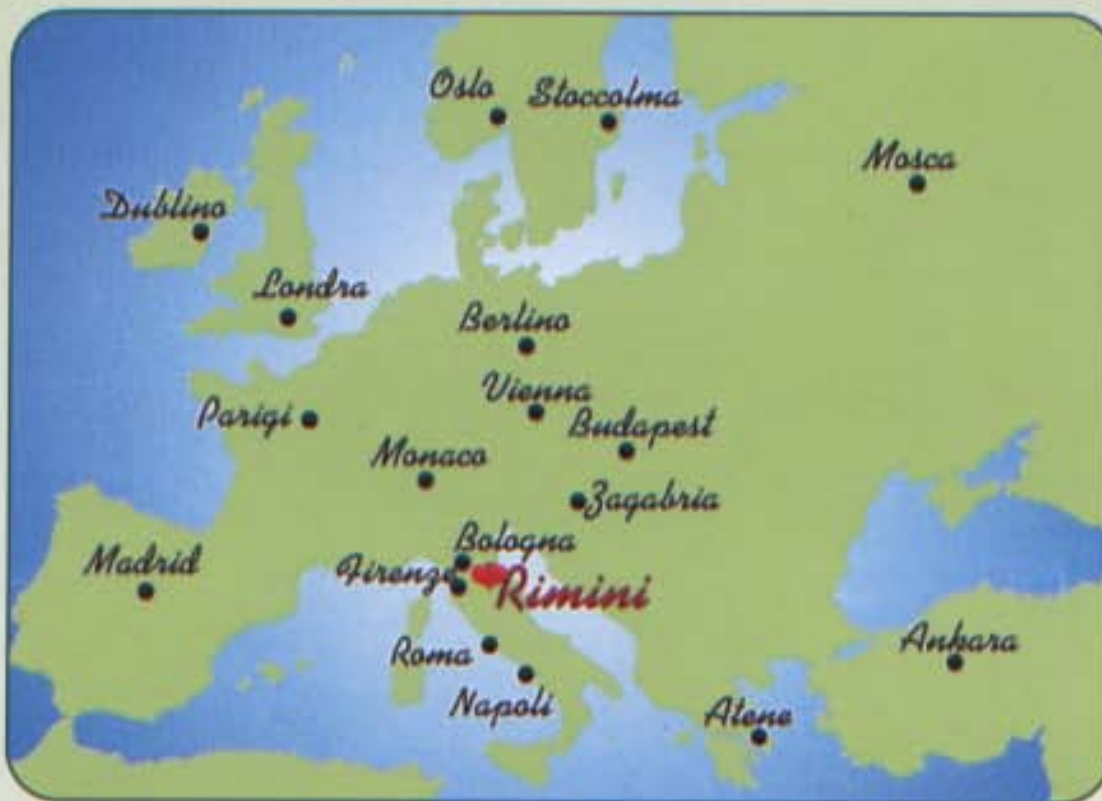 Oslo
Stoccolma
Mosca
Dublino
Londra
Berlino
Vienna
Parigi
Budapest
Monaco
Zagabria
Bologna
Madrid
Firenze
Rimini
Roma
Ankara
Napoli
Atene